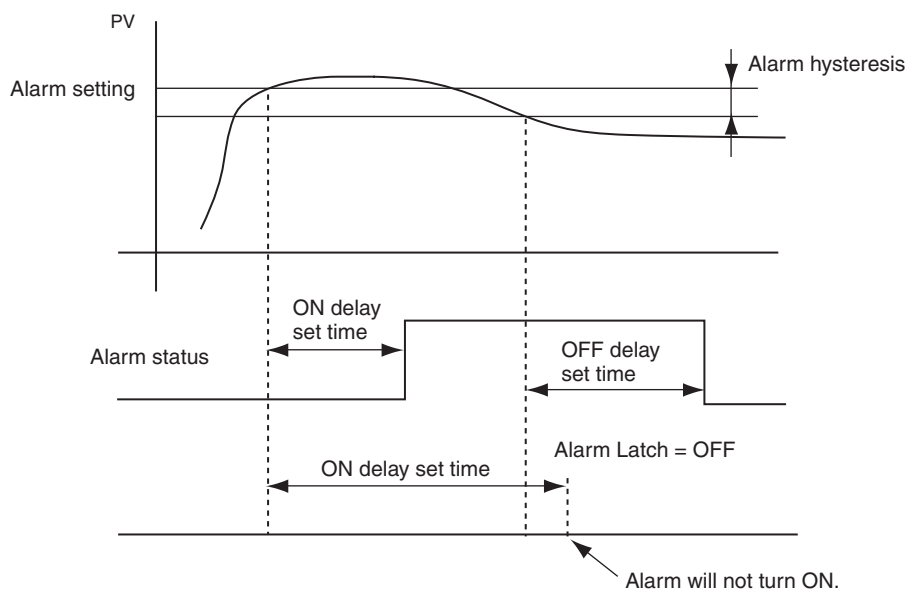 PV
Alarm hysteresis
Alarm setting
ON delay
set time
Alarm status
OFF delay
set time
Alarm Latch = OFF
ON delay set time
Alarm will not turn ON.